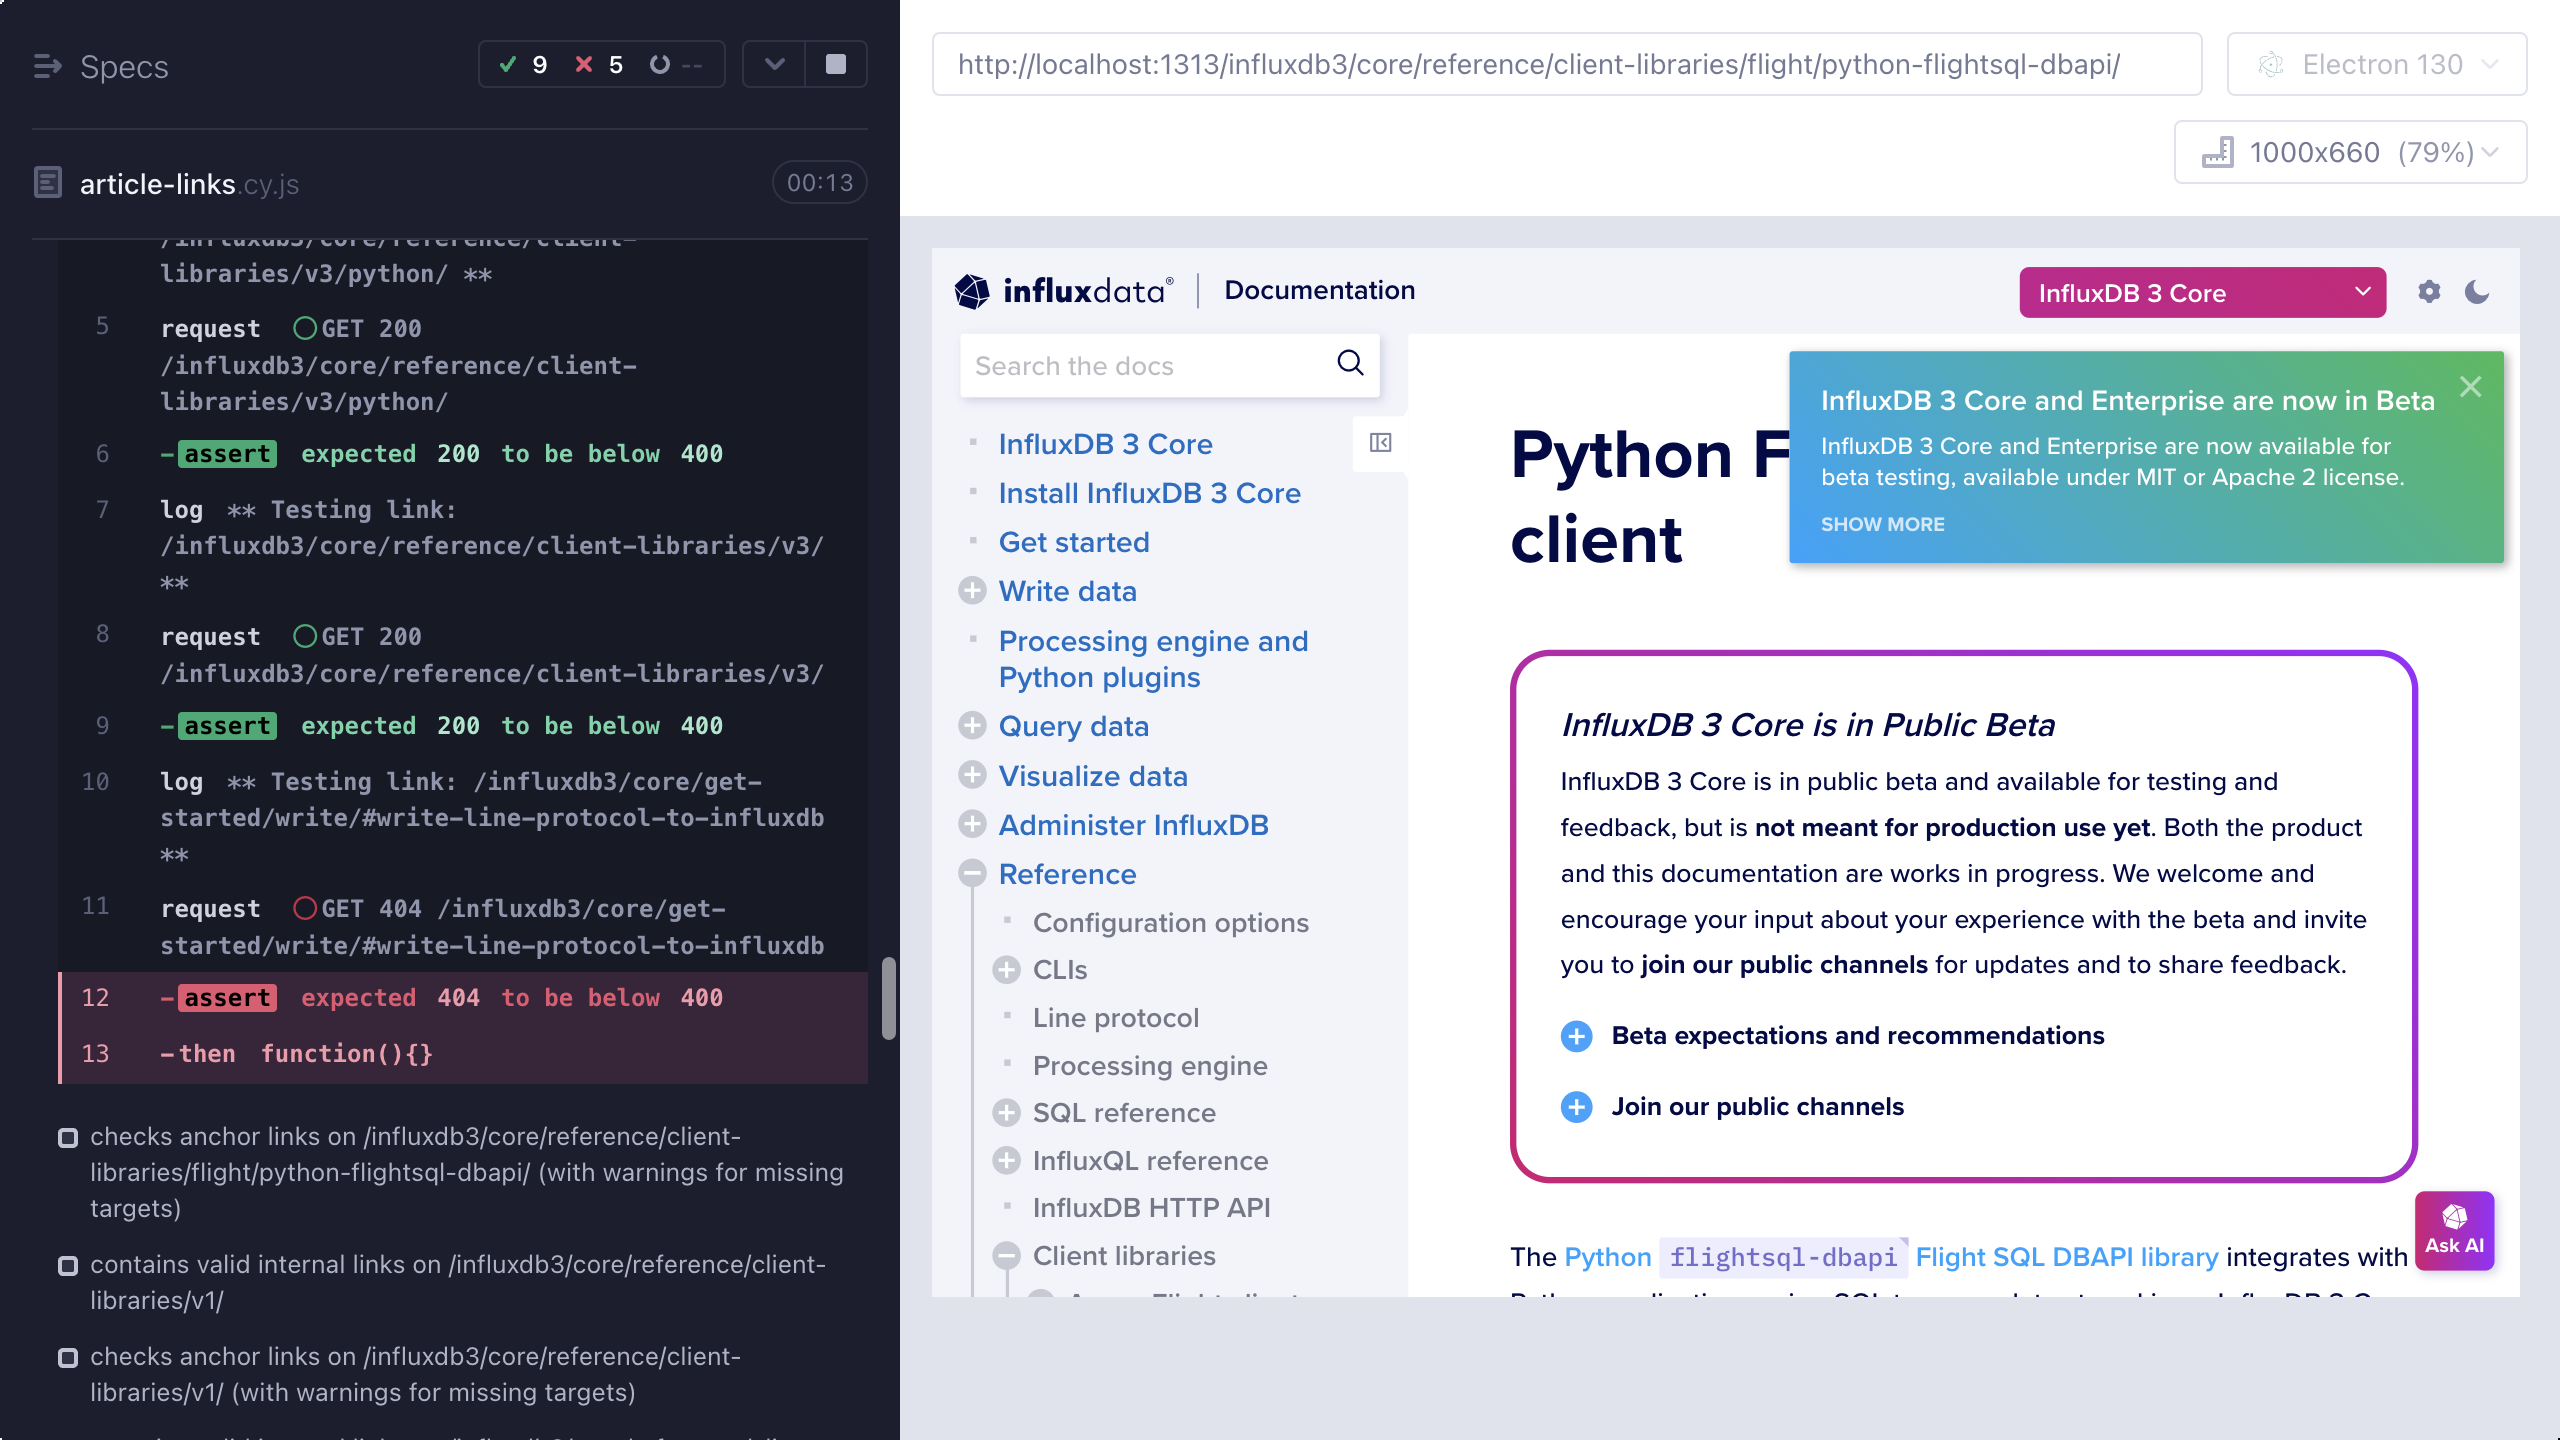 Specs
9 5 --
article-links.cy.js
00:13
/influxdb3/core/reference/client-
libraries/v3/python/ **
5 request GET 200
/influxdb3/core/reference/client-
libraries/v3/python/
6 -assert expected 200 to be below 400
7 log ** Testing link:
/influxdb3/core/reference/client-libraries/v3/
**
8 request GET 200
/influxdb3/core/reference/client-libraries/v3/
9 -assert expected 200 to be below 400
10 log ** Testing link: /influxdb3/core/get-
started/write/#write-line-protocol-to-influxdb
**
11 request GET 404 /influxdb3/core/get-
started/write/#write-line-protocol-to-influxdb
12 -assert expected 404 to be below 400
13 -then function(){}
checks anchor links on /influxdb3/core/reference/client-
libraries/flight/python-flightsql-dbapi/ (with warnings for missing
targets)
contains valid internal links on /influxdb3/core/reference/client-
libraries/v1/
checks anchor links on /influxdb3/core/reference/client-
libraries/v1/ (with warnings for missing targets)
http://localhost:1313/influxdb3/core/reference/client-libraries/flight/python-flightsql-dbapi/
Electron 130
1000x660 (79%)
influxdata®
Documentation
InfluxDB 3 Core
Search the docs
InfluxDB 3 Core
Install InfluxDB 3 Core
Get started
Write data
Processing engine and
Python plugins
Query data
Visualize data
Administer InfluxDB
Reference
Configuration options
CLIs
Line protocol
Processing engine
SQL reference
InfluxQL reference
InfluxDB HTTP API
Client libraries
Python
client
InfluxDB 3 Core and Enterprise are now in Beta
InfluxDB 3 Core and Enterprise are now available for
beta testing, available under MIT or Apache 2 license.
SHOW MORE
InfluxDB 3 Core is in Public Beta
InfluxDB 3 Core is in public beta and available for testing and
feedback, but is not meant for production use yet. Both the product
and this documentation are works in progress. We welcome and
encourage your input about your experience with the beta and invite
you to join our public channels for updates and to share feedback.
Beta expectations and recommendations
Join our public channels
The Python flightsql-dbapi Flight SQL DBAPI library integrates with
Ask AI